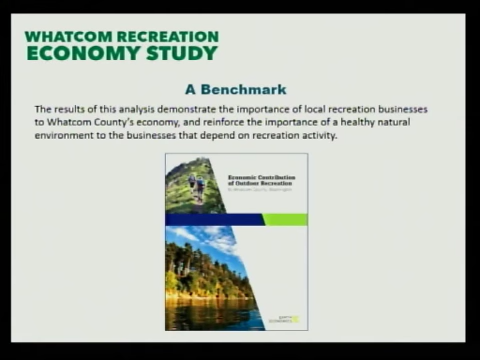 WHATCOM RECREATION
ECONOMY STUDY
A Benchmark
The results of this analysis demonstrate the importance of local recreation businesses
to Whatcom County's economy, and reinforce the importance of a healthy natural
environment to the businesses that depend on recreation activity.
Economic Contribution
of Outdoor Recreation
ECONOMICS